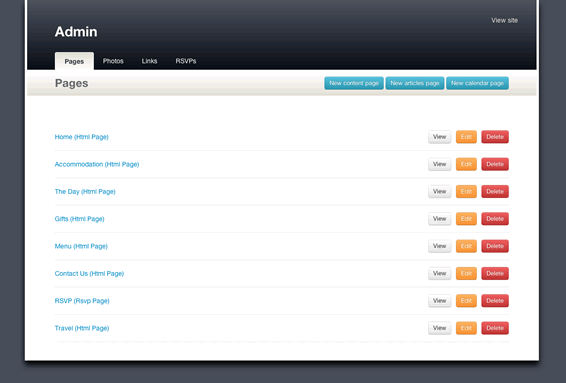 View site
Admin
Pages Photos Links RSVPs
Pages New content page New articles page New calendar page
Home (Html Page) View Edit Delete
Accommodation (Html Page) View Edit Delete
The Day (Html Page) View Edit Delete
Gifts (Html Page) View Edit Delete
Menu (Html Page) View Edit Delete
Contact Us (Html Page) View Edit Delete
RSVP (Rsvp Page) View Edit Delete
Travel (Html Page) View Edit Delete